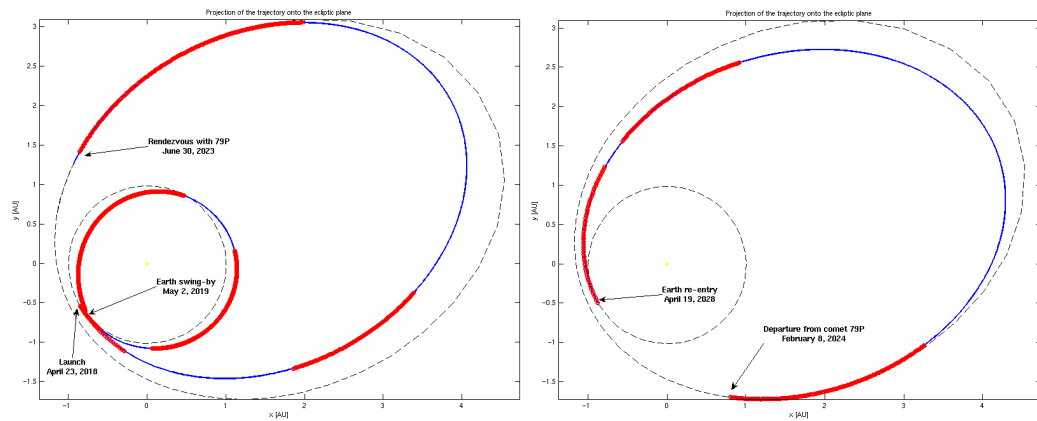 Projection of the trajectory onto the ecliptic plane
3
2.5
2
1.5
1
0.5
0
-0.5
-1
-1.5
y [AU]
Rendezvous with 79P
June 30, 2023
Earth swing-by
May 2, 2019
Launch
April 23, 2018
-1
0
1
2
3
4
x [AU]
Projection of the trajectory onto the ecliptic plane
3
2.5
2
1.5
1
0.5
0
-0.5
-1
-1.5
y [AU]
Earth re-entry
April 19, 2028
Departure from comet 79P
February 8, 2024
-1
0
1
2
3
4
x [AU]